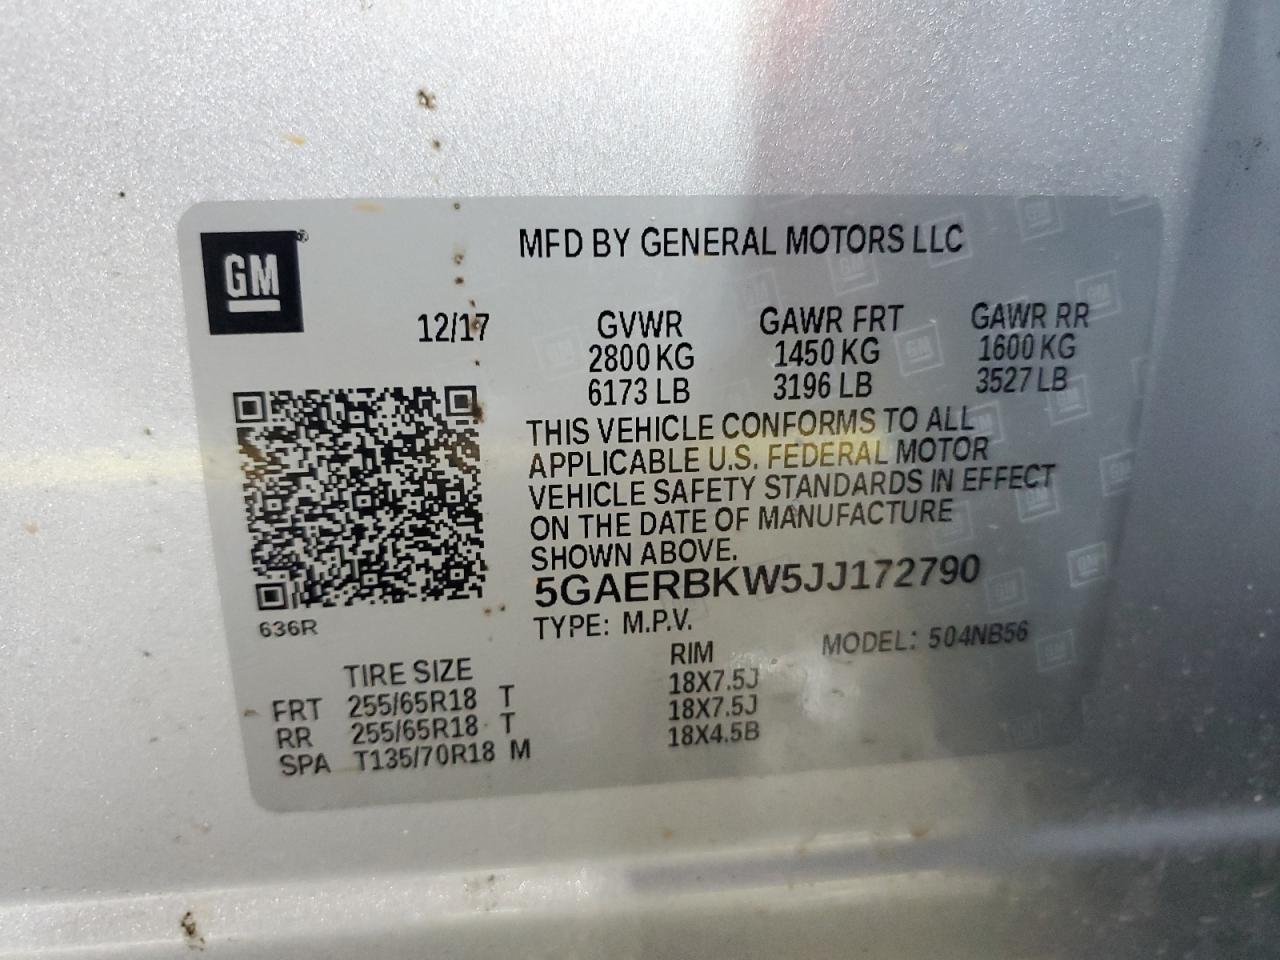 GM®
MFD BY GENERAL MOTORS LLC
12/17
GVWR GAWR FRT GAWR RR
2800 KG 1450 KG 1600 KG
6173 LB 3196 LB 3527 LB
THIS VEHICLE CONFORMS TO ALL
APPLICABLE U.S. FEDERAL MOTOR
VEHICLE SAFETY STANDARDS IN EFFECT
ON THE DATE OF MANUFACTURE
SHOWN ABOVE.
5GAERBKW5JJ172790
636R
TYPE: M.P.V. MODEL: 504NB56
TIRE SIZE RIM
FRT 255/65R18 T 18X7.5J
RR 255/65R18 T 18X7.5J
SPA T135/70R18 M 18X4.5B